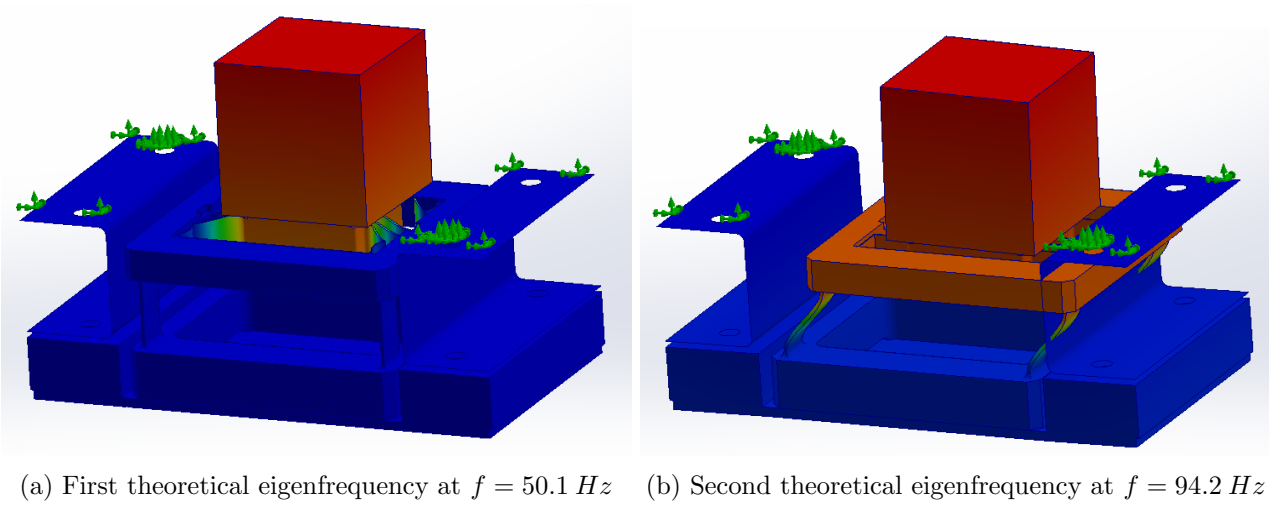 (a) First theoretical eigenfrequency at f = 50.1 Hz
(b) Second theoretical eigenfrequency at f = 94.2 Hz